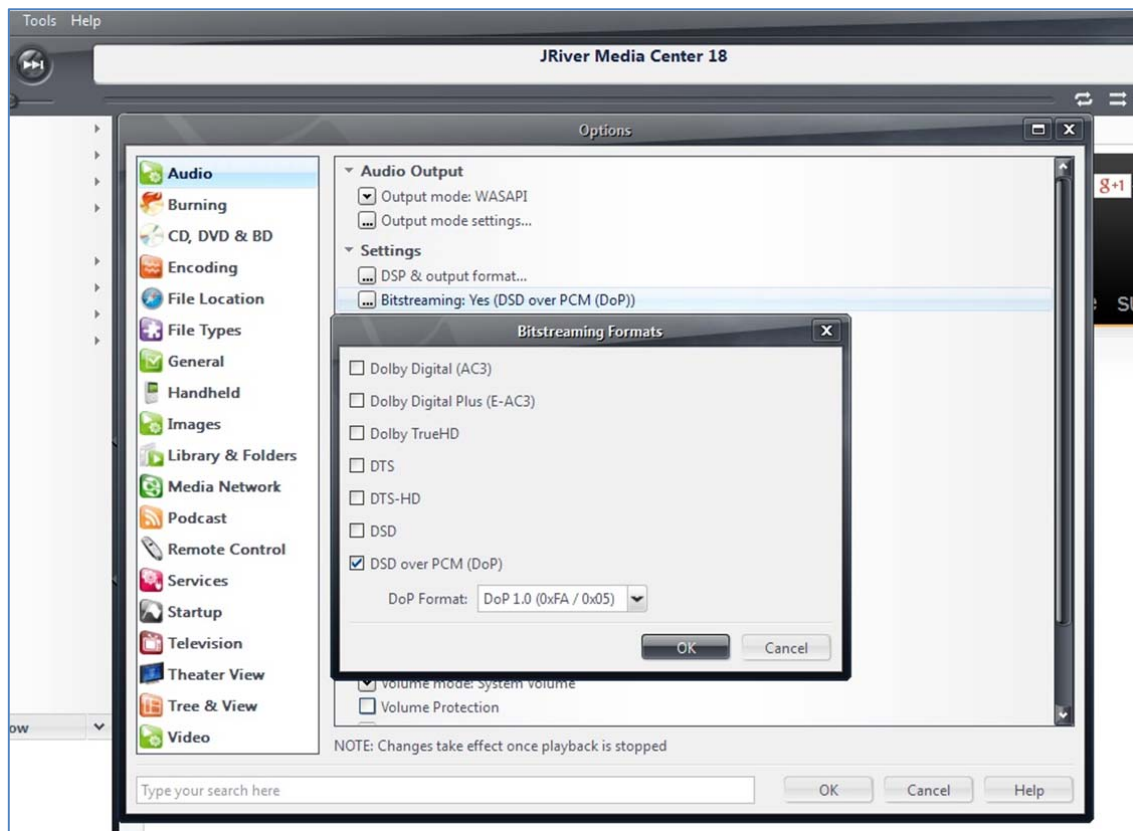 Tools Help
JRiver Media Center 18
Options
g+1
Audio
Burning
CD, DVD & BD
Encoding
File Location
File Types
General
Handheld
Images
Library & Folders
Media Network
Podcast
Remote Control
Services
Startup
Television
Theater View
Tree & View
Video
Audio Output
Output mode: WASAPI
Output mode settings...
Settings
DSP & output format...
Bitstreaming: Yes (DSD over PCM (DoP))
Bitstreaming Formats
Dolby Digital (AC3)
Dolby Digital Plus (E-AC3)
Dolby TrueHD
DTS
DTS-HD
DSD
DSD over PCM (DoP)
DoP Format: DoP 1.0 (0xFA / 0x05)
OK Cancel
Volume mode: System Volume
Volume Protection
NOTE: Changes take effect once playback is stopped
Type your search here
OK Cancel Help